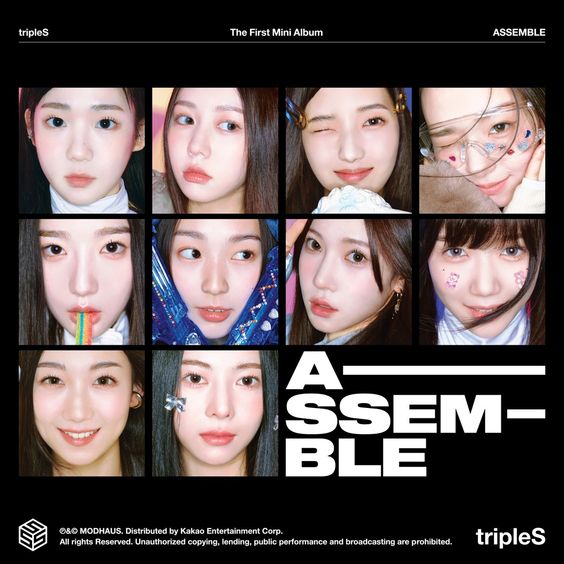 tripleS
The First Mini Album
ASSEMBLE
A
SSEM-
BLE
℗&© MODHAUS. Distributed by Kakao Entertainment Corp.
All rights Reserved. Unauthorized copying, lending, public performance and broadcasting are prohibited.
tripleS